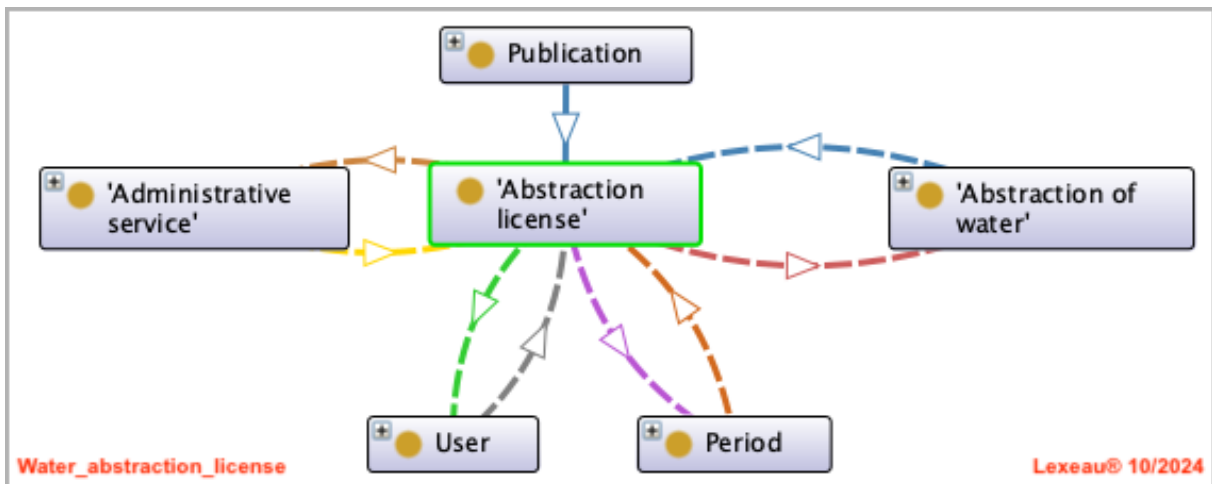 Publication
'Administrative
service'
'Abstraction
license'
'Abstraction of
water'
User
Period
Water_abstraction_license
Lexeau® 10/2024